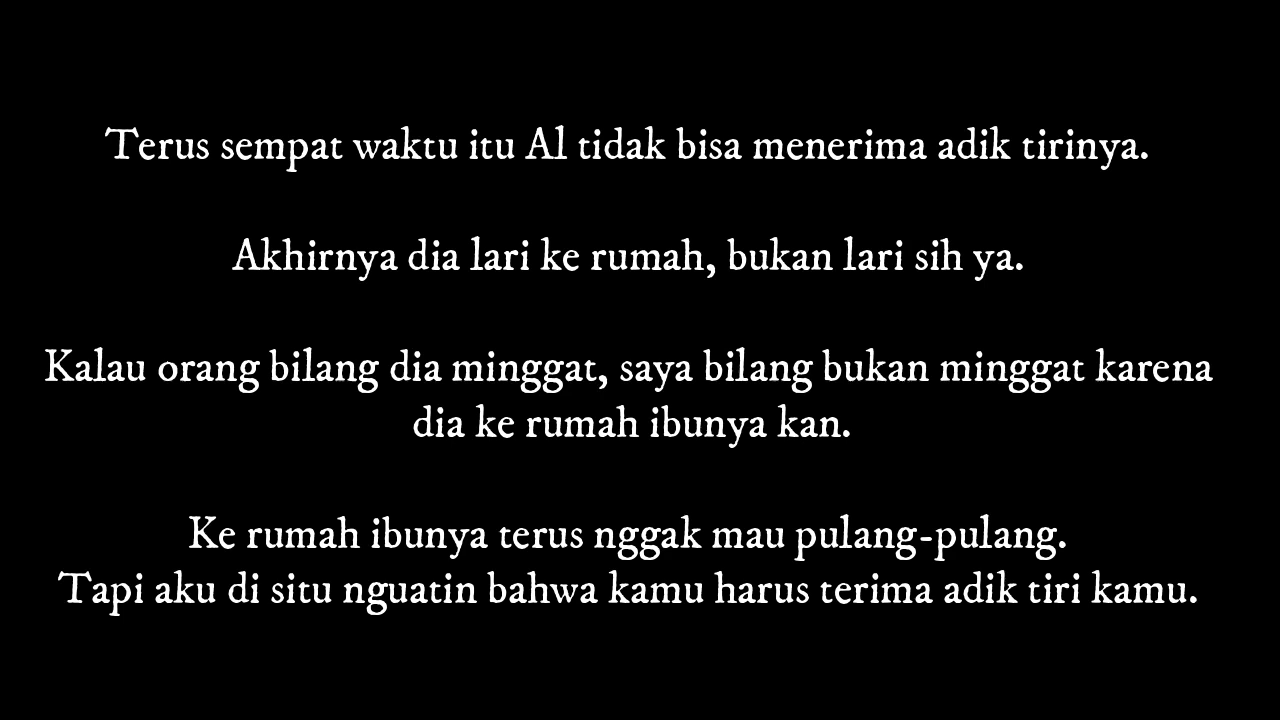 Terus sempat waktu itu Al tidak bisa menerima adik tirinya.
Akhirnya dia lari ke rumah, bukan lari sih ya.
Kalau orang bilang dia minggat, saya bilang bukan minggat karena
dia ke rumah ibunya kan.
Ke rumah ibunya terus nggak mau pulang-pulang.
Tapi aku di situ nguatin bahwa kamu harus terima adik tiri kamu.